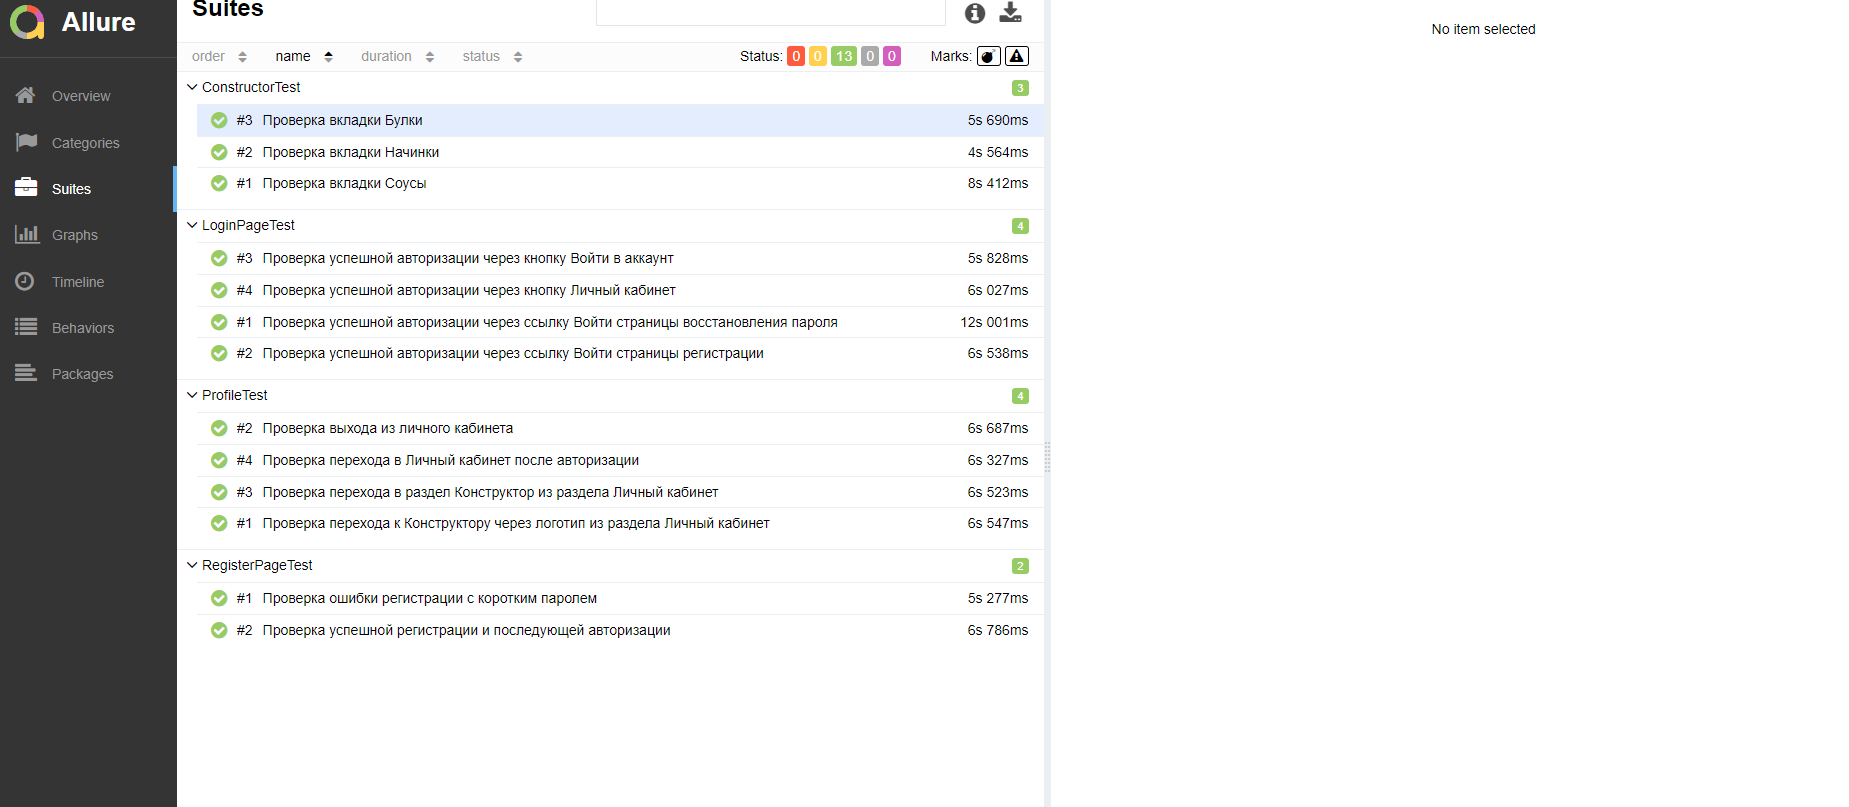 Allure
Overview
Categories
Suites
Graphs
Timeline
Behaviors
Packages
Suites
order name duration status Status: 0 0 13 0 0 Marks:
ConstructorTest 3
#3 Проверка вкладки Булки 5s 690ms
#2 Проверка вкладки Начинки 4s 564ms
#1 Проверка вкладки Соусы 8s 412ms
LoginPageTest 4
#3 Проверка успешной авторизации через кнопку Войти в аккаунт 5s 828ms
#4 Проверка успешной авторизации через кнопку Личный кабинет 6s 027ms
#1 Проверка успешной авторизации через ссылку Войти страницы восстановления пароля 12s 001ms
#2 Проверка успешной авторизации через ссылку Войти страницы регистрации 6s 538ms
ProfileTest 4
#2 Проверка выхода из личного кабинета 6s 687ms
#4 Проверка перехода в Личный кабинет после авторизации 6s 327ms
#3 Проверка перехода в раздел Конструктор из раздела Личный кабинет 6s 523ms
#1 Проверка перехода к Конструктору через логотип из раздела Личный кабинет 6s 547ms
RegisterPageTest 2
#1 Проверка ошибки регистрации с коротким паролем 5s 277ms
#2 Проверка успешной регистрации и последующей авторизации 6s 786ms
No item selected